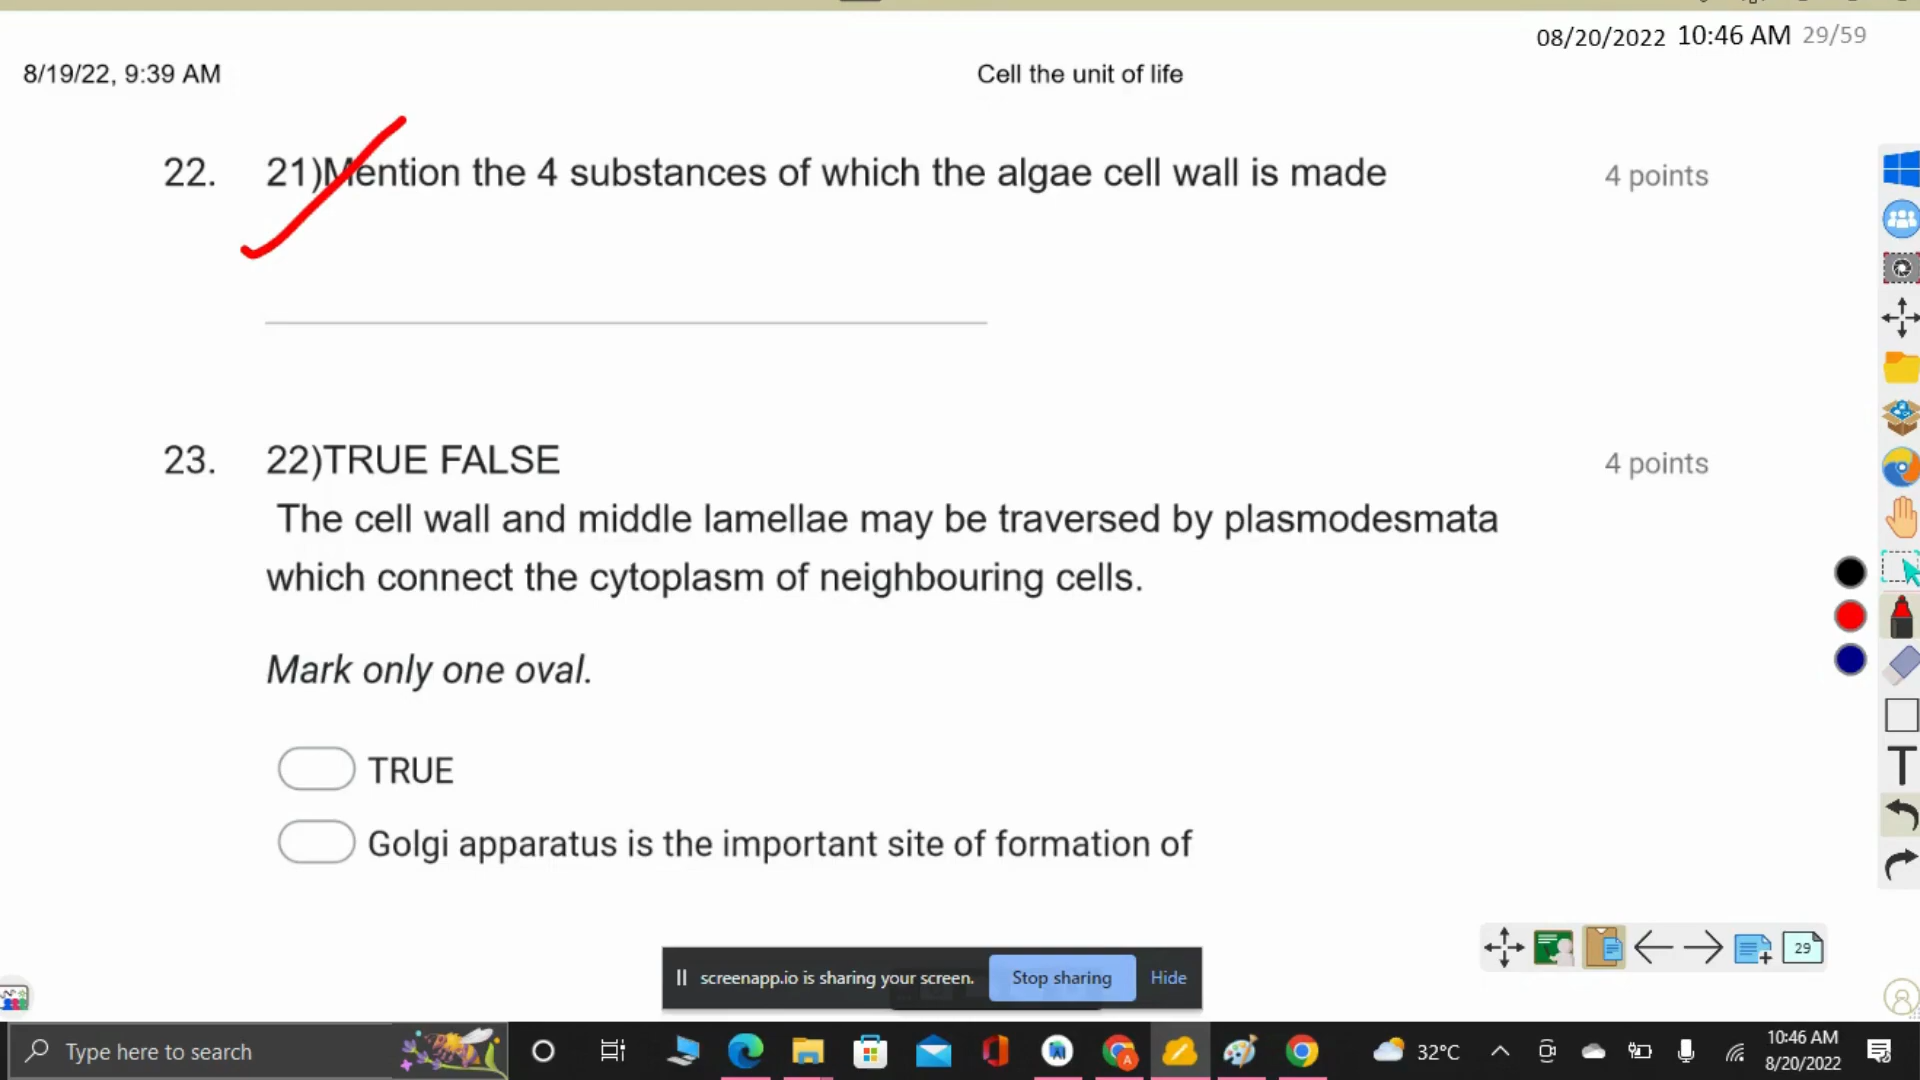 08/20/2022 10:46 AM 29/59
8/19/22, 9:39 AM
Cell the unit of life
22. 21)Mention the 4 substances of which the algae cell wall is made 4 points
23. 22)TRUE FALSE 4 points
The cell wall and middle lamellae may be traversed by plasmodesmata
which connect the cytoplasm of neighbouring cells.
Mark only one oval.
TRUE
Golgi apparatus is the important site of formation of
T
29
screenapp.io is sharing your screen. Stop sharing Hide
Type here to search
32°C
10:46 AM
8/20/2022